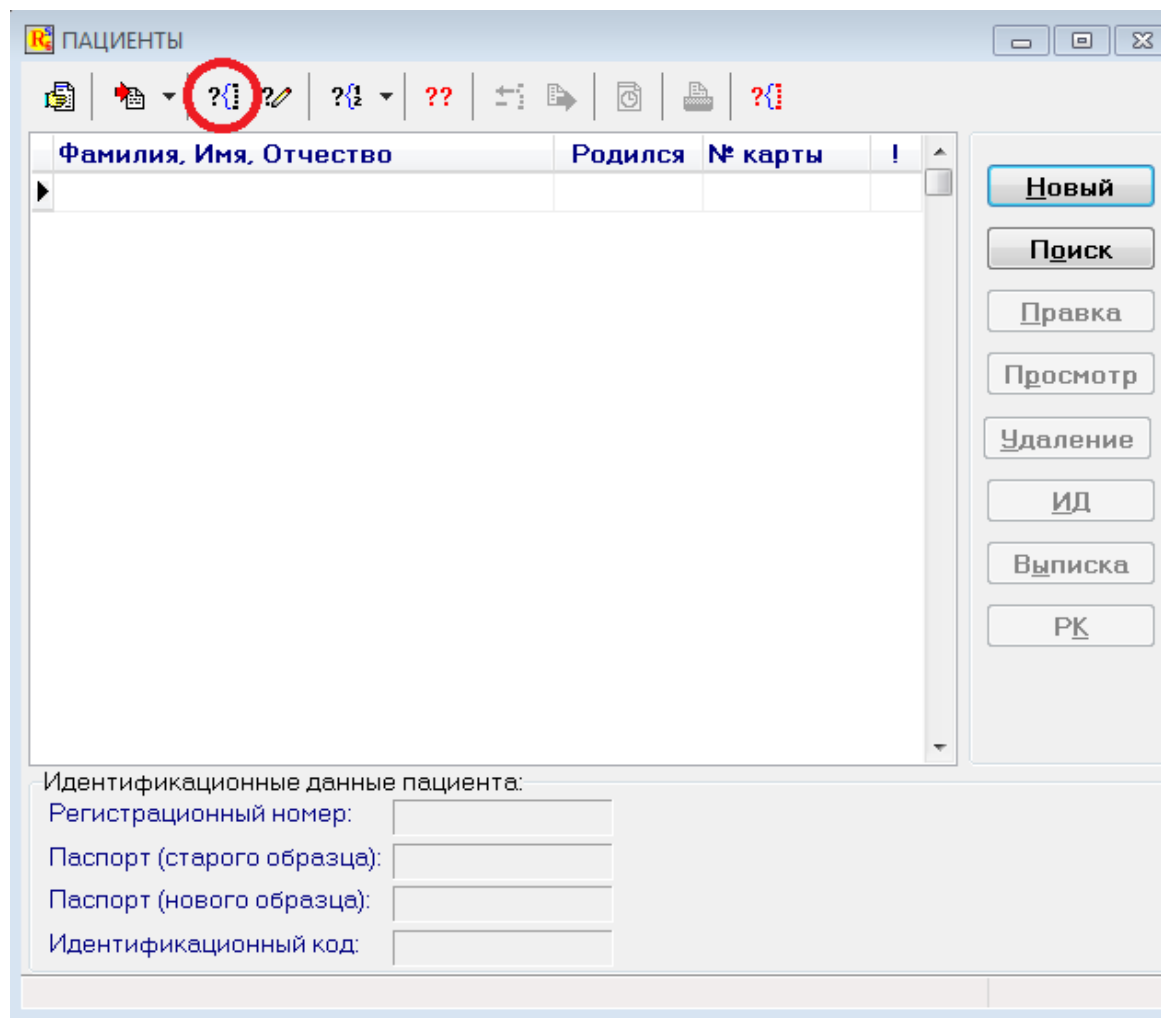 ПАЦИЕНТЫ
?{ ? ?{ ?? ?{
Фамилия, Имя, Отчество Родился № карты !
Новый
Поиск
Правка
Просмотр
Удаление
ИД
Выписка
РК
Идентификационные данные пациента:
Регистрационный номер:
Паспорт (старого образца):
Паспорт (нового образца):
Идентификационный код: